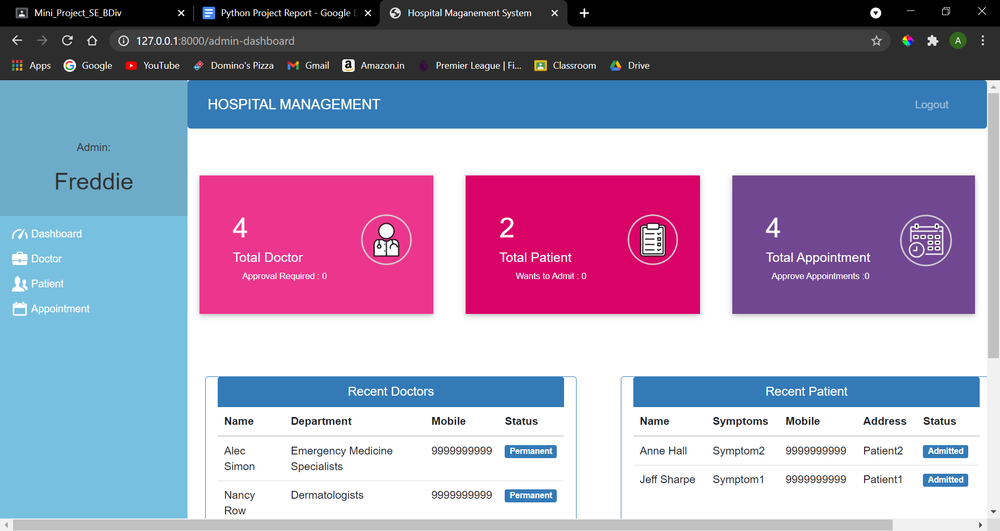 Mini_Project_SE_BDiv
Python Project Report - Google
Hospital Maganement System
127.0.0.1:8000/admin-dashboard
A
Apps
Google
YouTube
Domino's Pizza
Gmail
Amazon.in
Premier League | Fi...
Classroom
Drive
HOSPITAL MANAGEMENT
Logout
Admin:
Freddie
Dashboard
Doctor
Patient
Appointment
4
Total Doctor
Approval Required : 0
2
Total Patient
Wants to Admit : 0
4
Total Appointment
Approve Appointments :0
Recent Doctors
Name Department Mobile Status
Alec Simon Emergency Medicine Specialists 9999999999 Permanent
Nancy Row Dermatologists 9999999999 Permanent
Recent Patient
Name Symptoms Mobile Address Status
Anne Hall Symptom2 9999999999 Patient2 Admitted
Jeff Sharpe Symptom1 9999999999 Patient1 Admitted